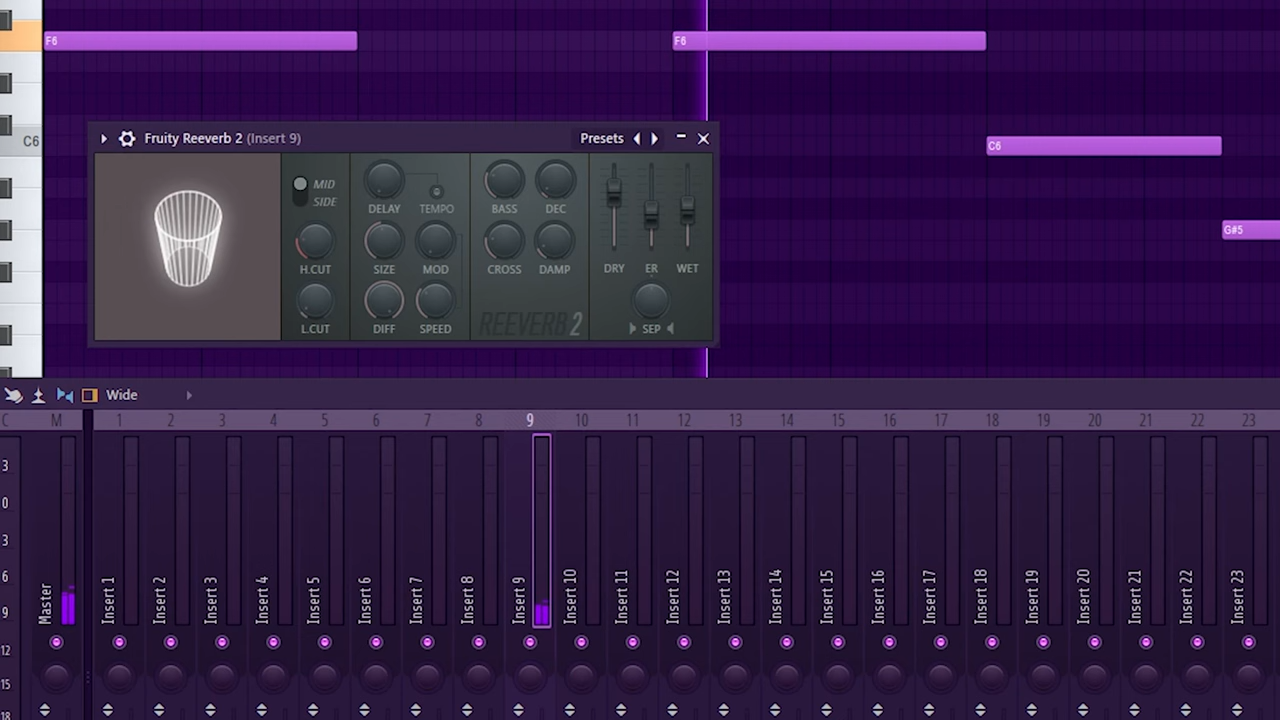 F6
F6
C6
C6
G#5
Fruity Reeverb 2 (Insert 9)
Presets
MID
SIDE
H.CUT
L.CUT
DELAY
TEMPO
SIZE
MOD
DIFF
SPEED
BASS
DEC
CROSS
DAMP
REEVERB 2
DRY
ER
WET
SEP
Wide
C M 1 2 3 4 5 6 7 8 9 10 11 12 13 14 15 16 17 18 19 20 21 22 23
3
0
3
6
9
12
15
18
Master
Insert 1
Insert 2
Insert 3
Insert 4
Insert 5
Insert 6
Insert 7
Insert 8
Insert 9
Insert 10
Insert 11
Insert 12
Insert 13
Insert 14
Insert 15
Insert 16
Insert 17
Insert 18
Insert 19
Insert 20
Insert 21
Insert 22
Insert 23